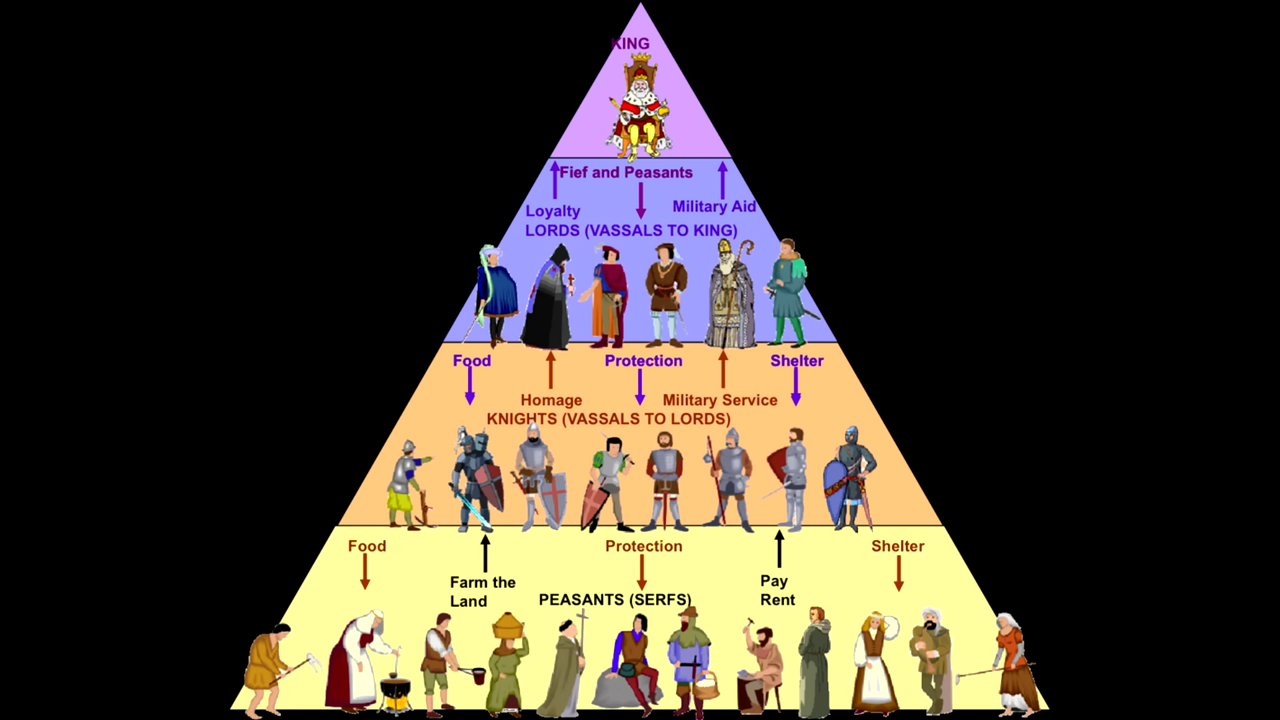 KING
Fief and Peasants
Loyalty
Military Aid
LORDS (VASSALS TO KING)
Food
Protection
Shelter
Homage
Military Service
KNIGHTS (VASSALS TO LORDS)
Food
Protection
Shelter
Farm the
Land
Pay
Rent
PEASANTS (SERFS)